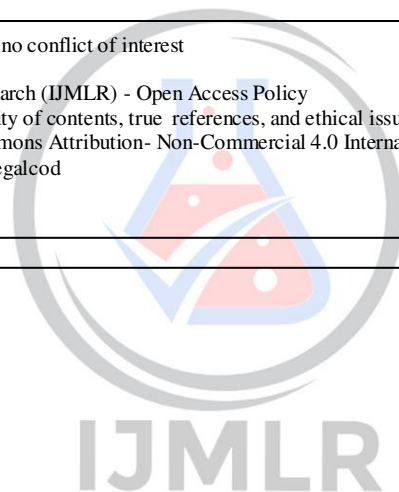 no conflict of interest
arch (IJMLR) - Open Access Policy
ity of contents, true references, and ethical issu
mons Attribution- Non-Commercial 4.0 Interna
egalcod
IJMLR